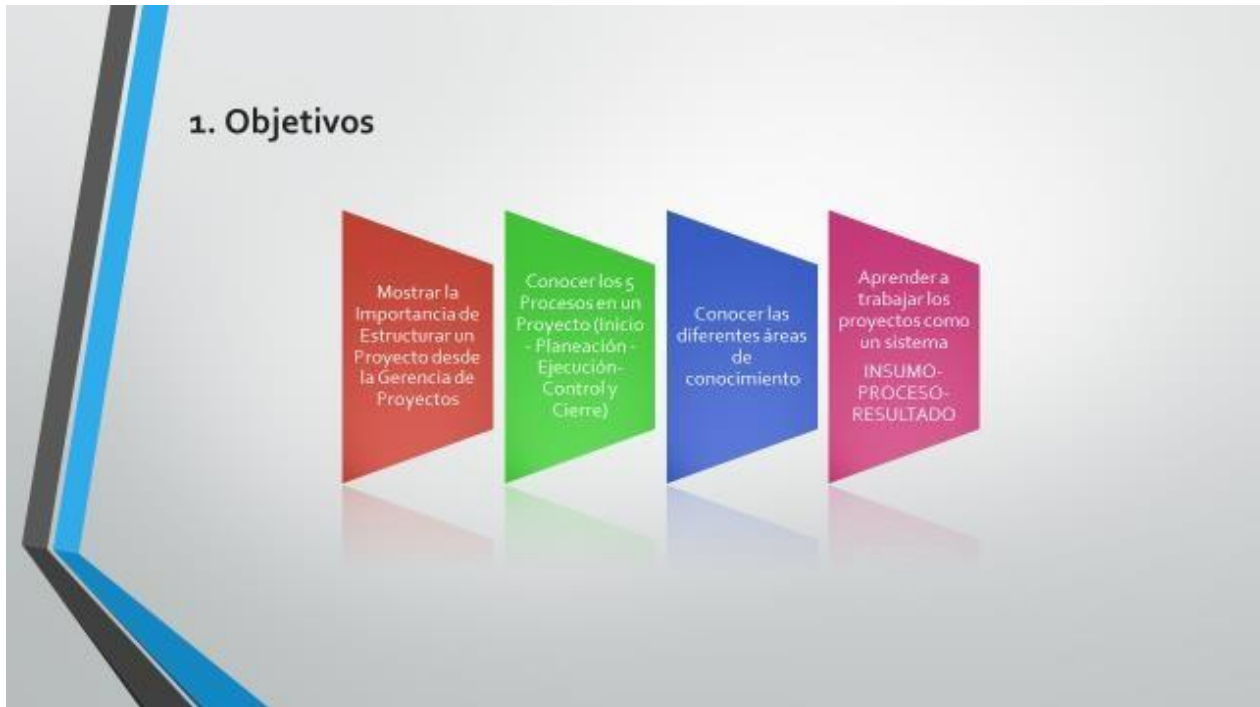 1. Objetivos
Mostrar la
Importancia de
Estructurar un
Proyecto desde
la Gerencia de
Proyectos
Conocer los 5
Procesos en un
Proyecto (Inicio
- Planeación -
Ejecución-
Control y
Cierre)
Conocer las
diferentes áreas
de
conocimiento
Aprender a
trabajar los
proyectos como
un sistema
INSUMO-
PROCESO-
RESULTADO